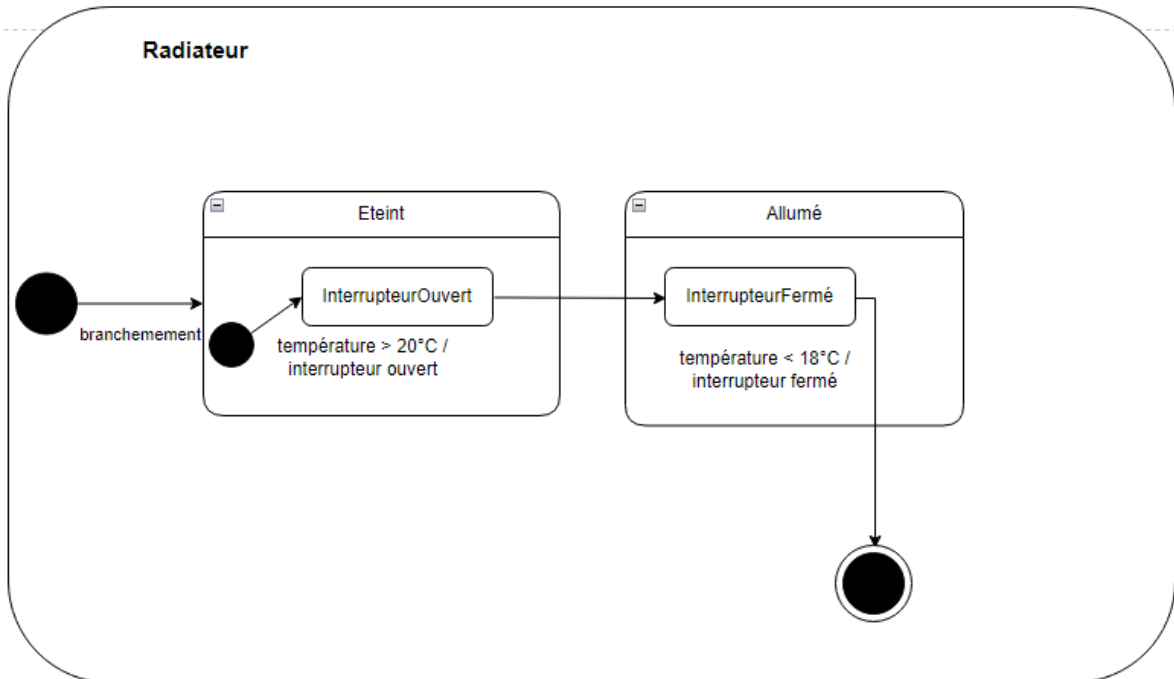 Radiateur
Eteint
Allumé
InterrupteurOuvert
InterrupteurFermé
branchemement
température > 20°C /
interrupteur ouvert
température < 18°C /
interrupteur fermé